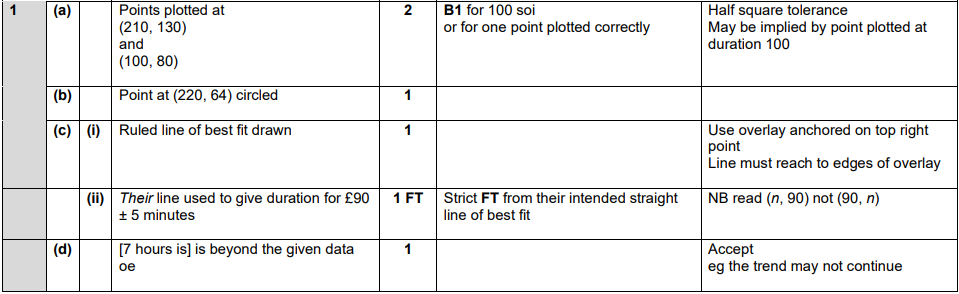 1 (a) Points plotted at 2 B1 for 100 soi Half square tolerance
(210, 130) or for one point plotted correctly May be implied by point plotted at
and duration 100
(100, 80)
(b) Point at (220, 64) circled 1
(c) (i) Ruled line of best fit drawn 1 Use overlay anchored on top right
point
Line must reach to edges of overlay
(ii) Their line used to give duration for £90 1 FT Strict FT from their intended straight NB read (n, 90) not (90, n)
± 5 minutes line of best fit
(d) [7 hours is] is beyond the given data 1 Accept
oe eg the trend may not continue